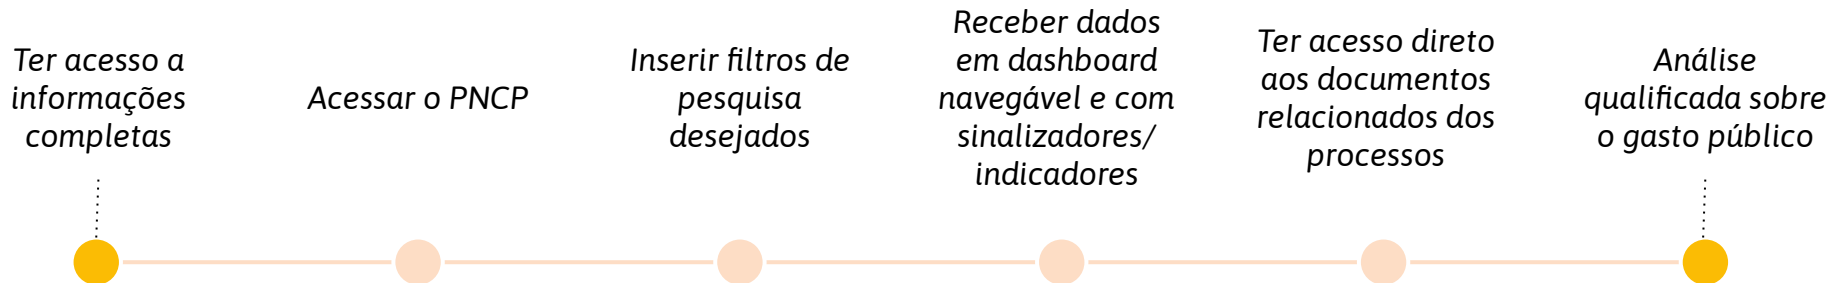 Ter acesso a
informações
completas
Acessar o PNCP
Inserir filtros de
pesquisa
desejados
Receber dados
em dashboard
navegável e com
sinalizadores/
indicadores
Ter acesso direto
aos documentos
relacionados dos
processos
Análise
qualificada sobre
o gasto público